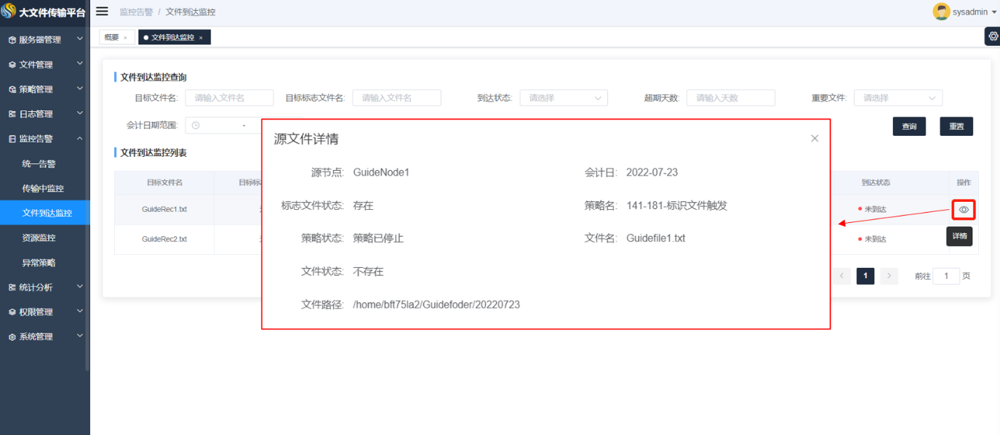 大文件传输平台
监控告警 / 文件到达监控
sysadmin
概要 ×
● 文件到达监控 ×
服务器管理
文件管理
策略管理
日志管理
监控告警
统一告警
传输中监控
文件到达监控
资源监控
异常策略
统计分析
权限管理
系统管理
文件到达监控查询
目标文件名: 请输入文件名 目标标志文件名: 请输入文件名 到达状态: 请选择 超期天数: 请输入天数 重要文件: 请选择
会计日期范围: - 查询 重置
文件到达监控列表
目标文件名 到达状态 操作
GuideRec1.txt 未到达
GuideRec2.txt 未到达
详情
1 前往 1 页
源文件详情
源节点: GuideNode1 会计日: 2022-07-23
标志文件状态: 存在 策略名: 141-181-标识文件触发
策略状态: 策略已停止 文件名: Guidefile1.txt
文件状态: 不存在
文件路径: /home/bft75la2/Guidefoder/20220723